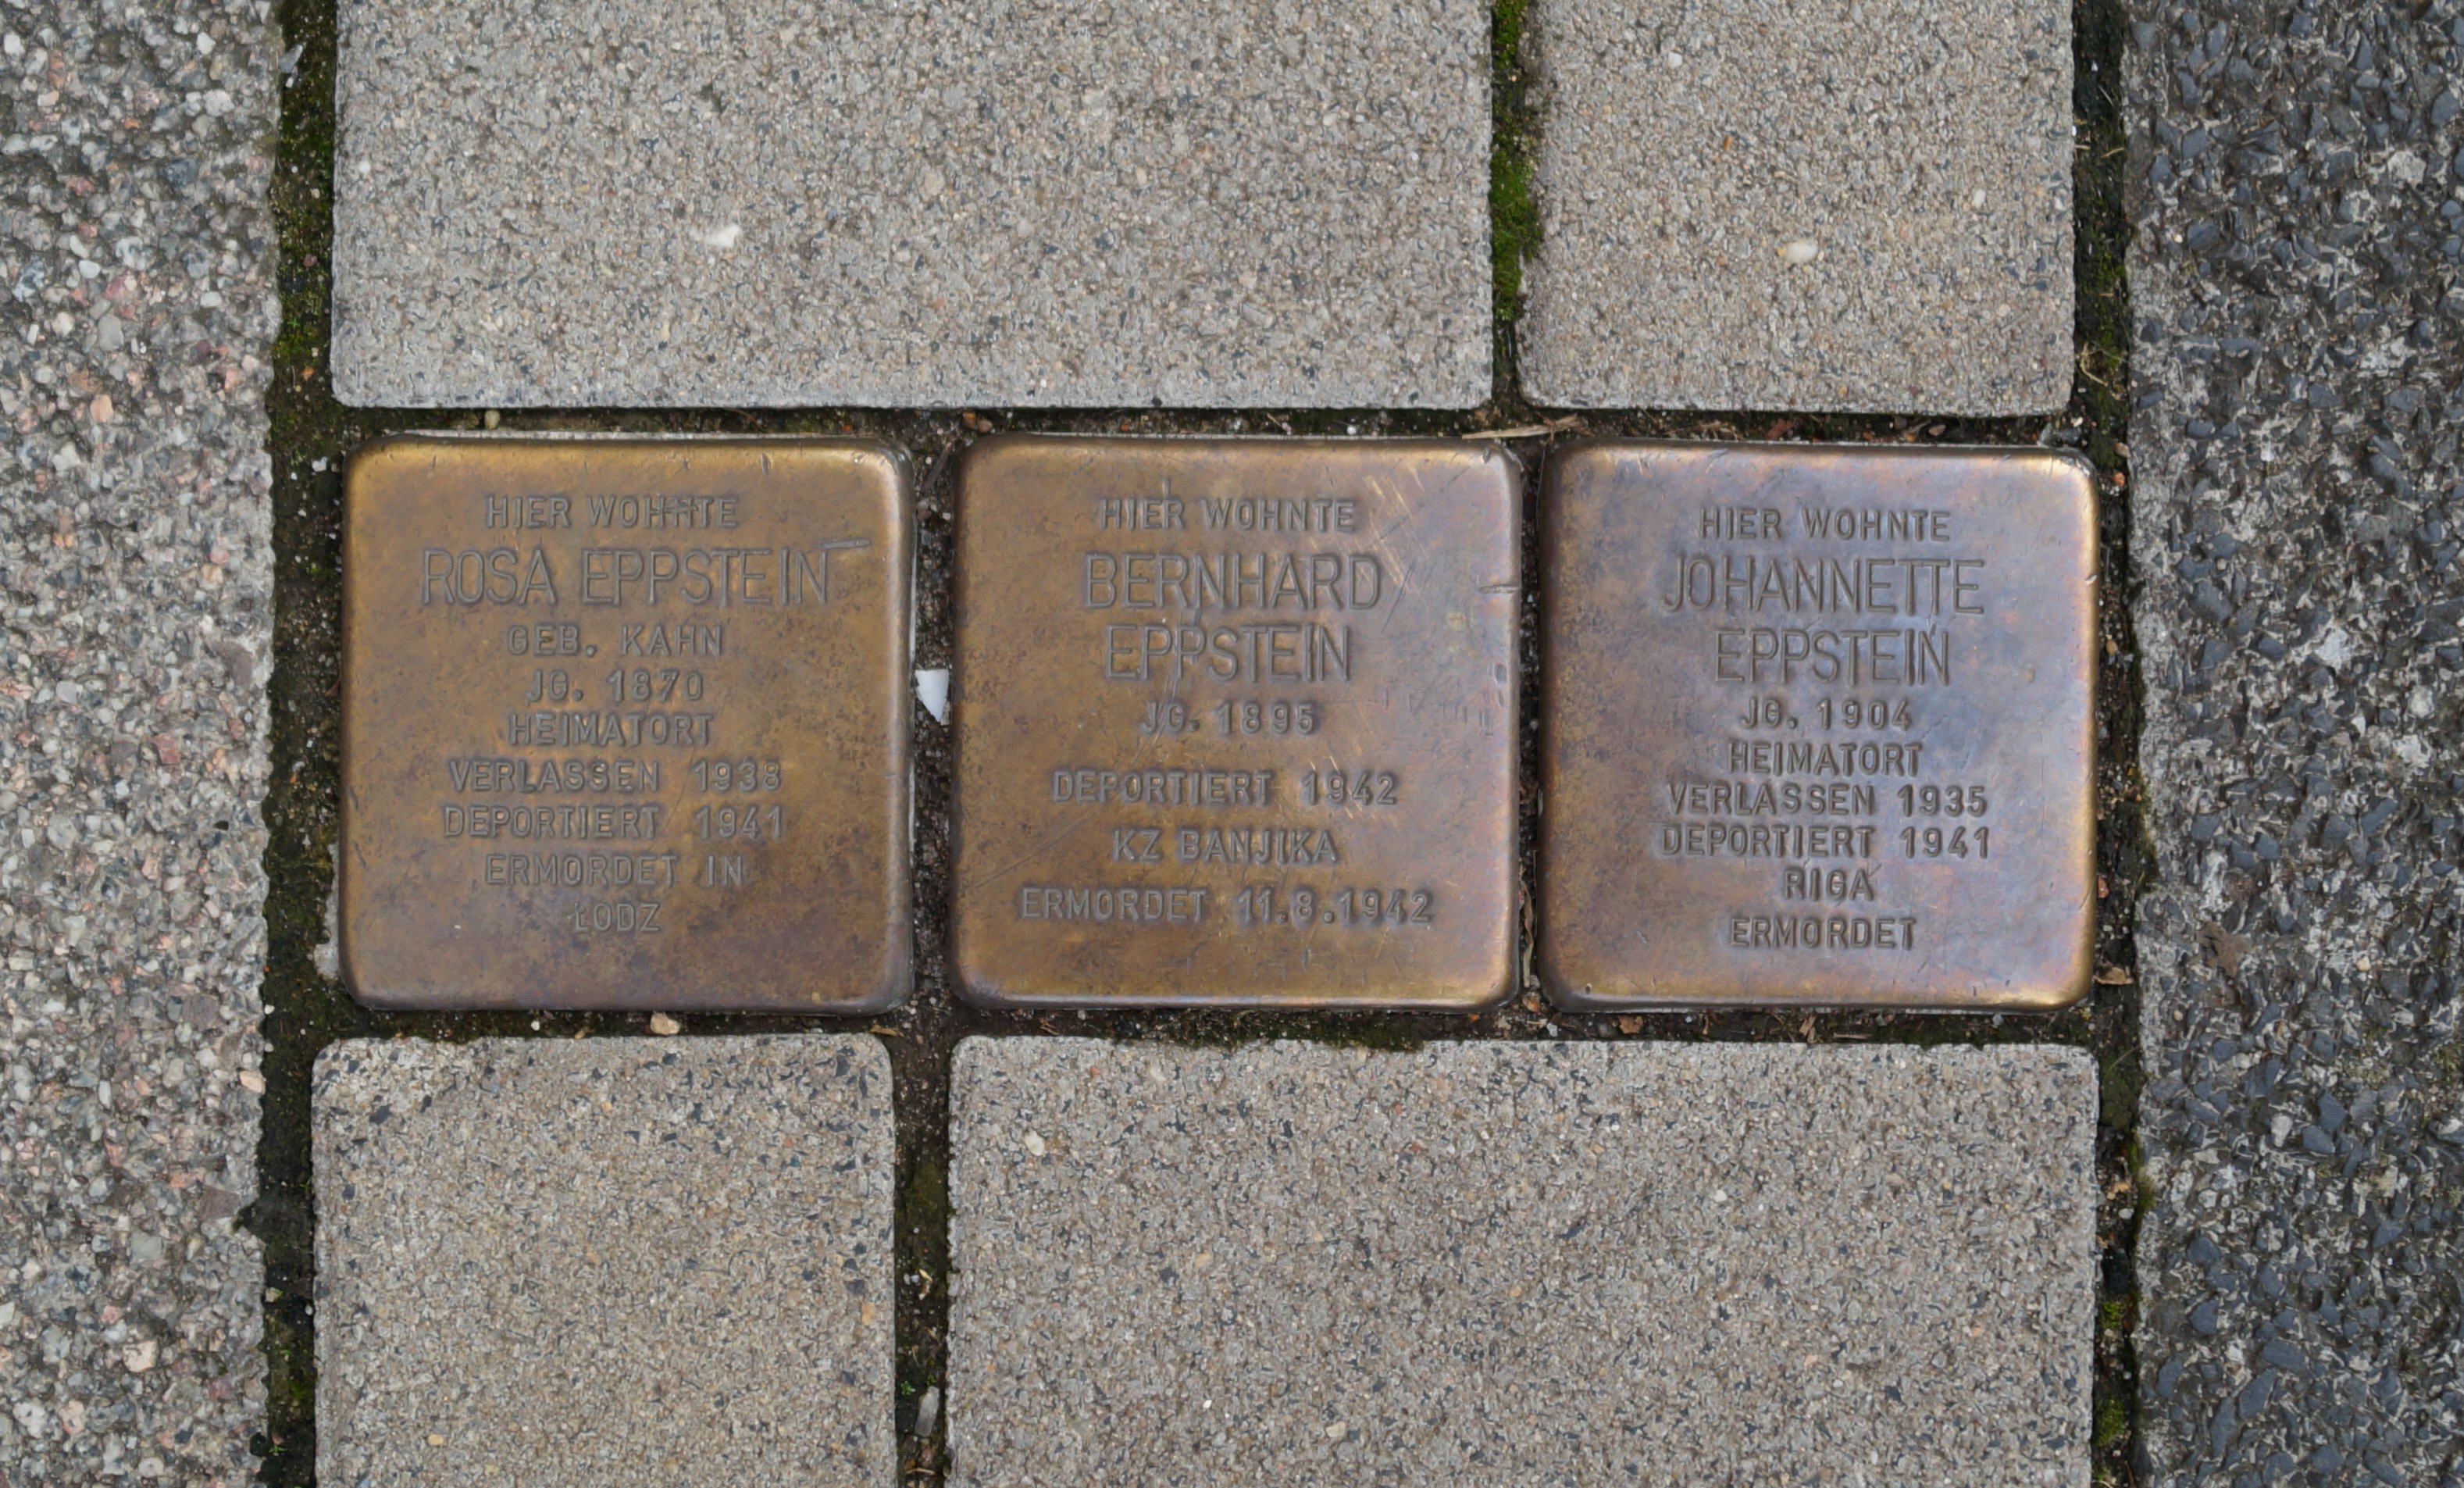 HIER WOHNTE
ROSA EPPSTEIN
GEB. KAHN
JG. 1870
HEIMATORT
VERLASSEN 1938
DEPORTIERT 1941
ERMORDET IN
ŁODZ
HIER WOHNTE
BERNHARD
EPPSTEIN
JG. 1895
DEPORTIERT 1942
KZ BANJIKA
ERMORDET 11.8.1942
HIER WOHNTE
JOHANNETTE
EPPSTEIN
JG. 1904
HEIMATORT
VERLASSEN 1935
DEPORTIERT 1941
RIGA
ERMORDET